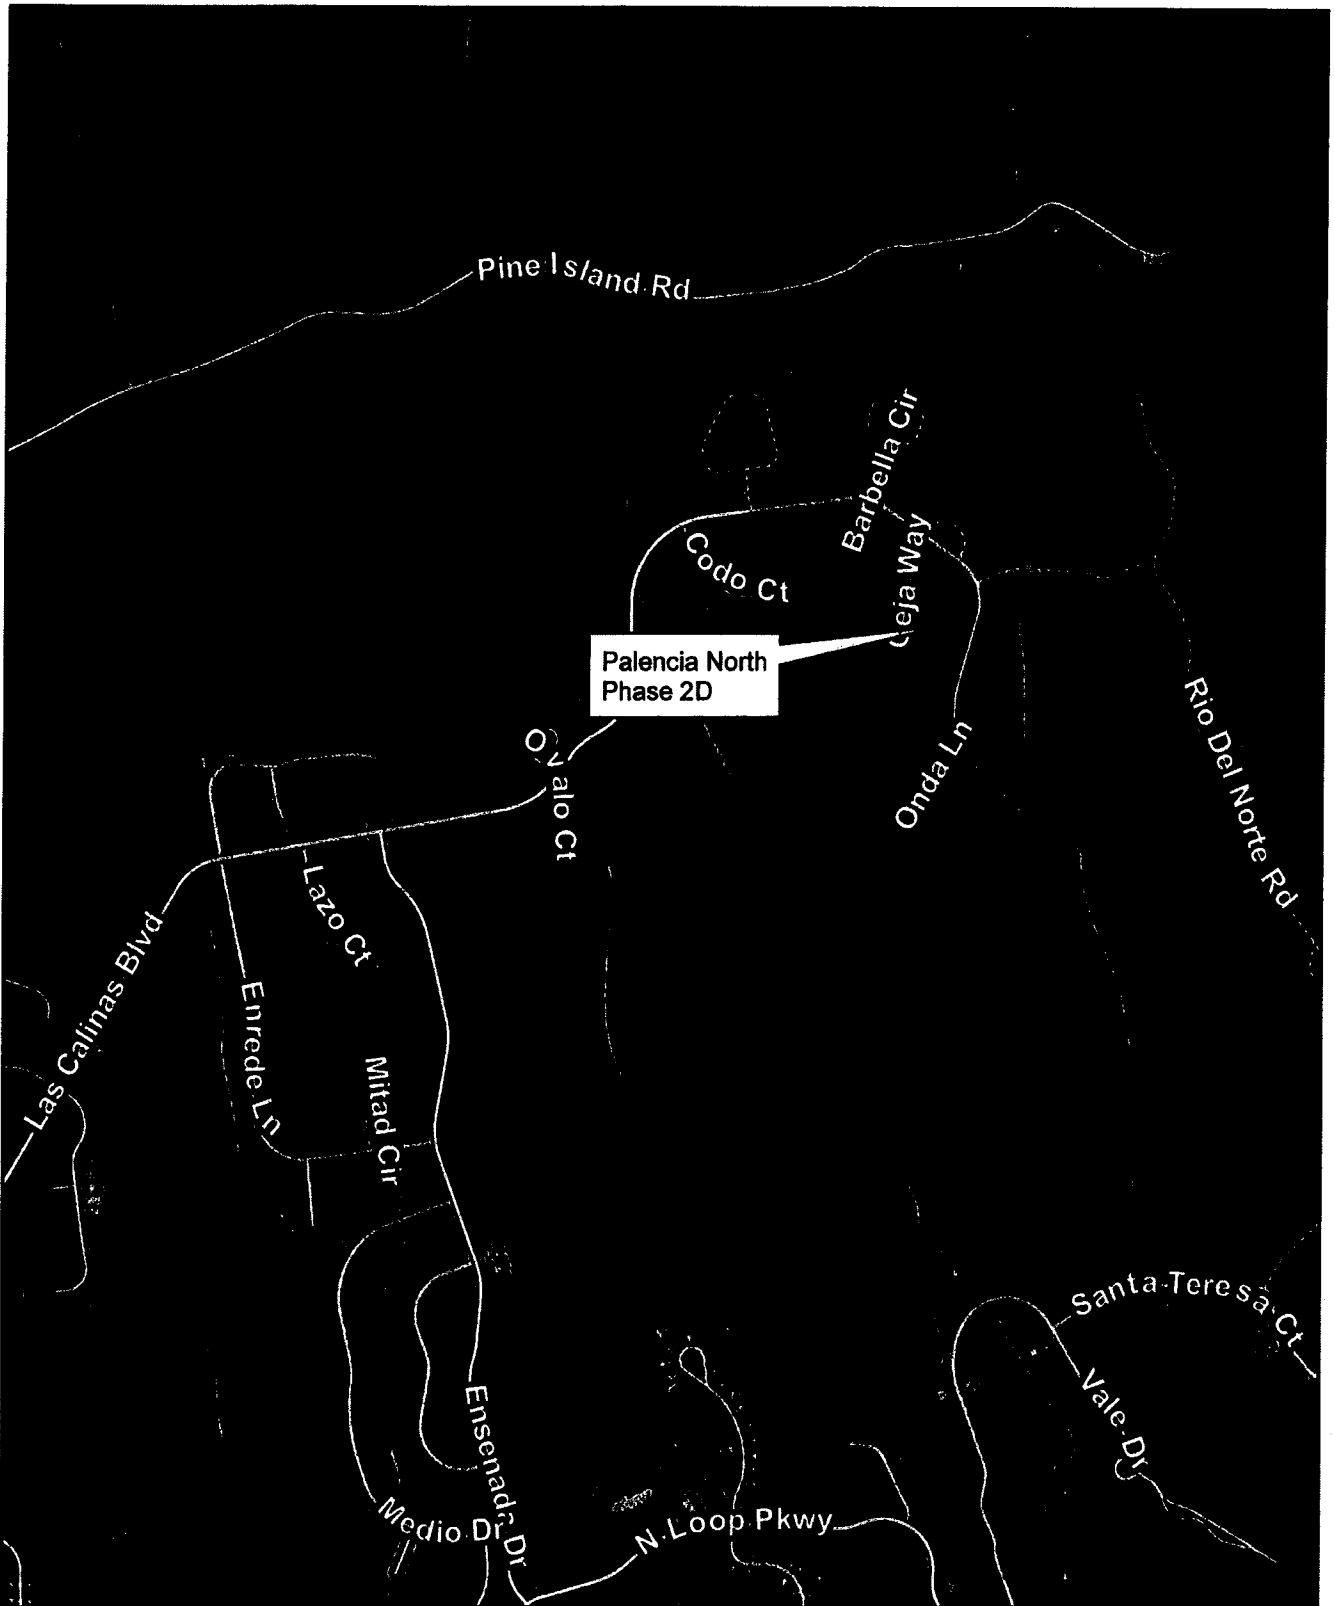 Pine Island Rd
Barbella Cir
Codo Ct
Ceja Way
Palencia North
Phase 2D
Rio Del Norte Rd
Ovalo Ct
Onda Ln
Lazo Ct
Las Calinas Blvd
Enrede Ln
Mitad Cir
Santa Teresa Ct
Vale Dr
Ensenada Dr
Medio Dr
N Loop Pkwy